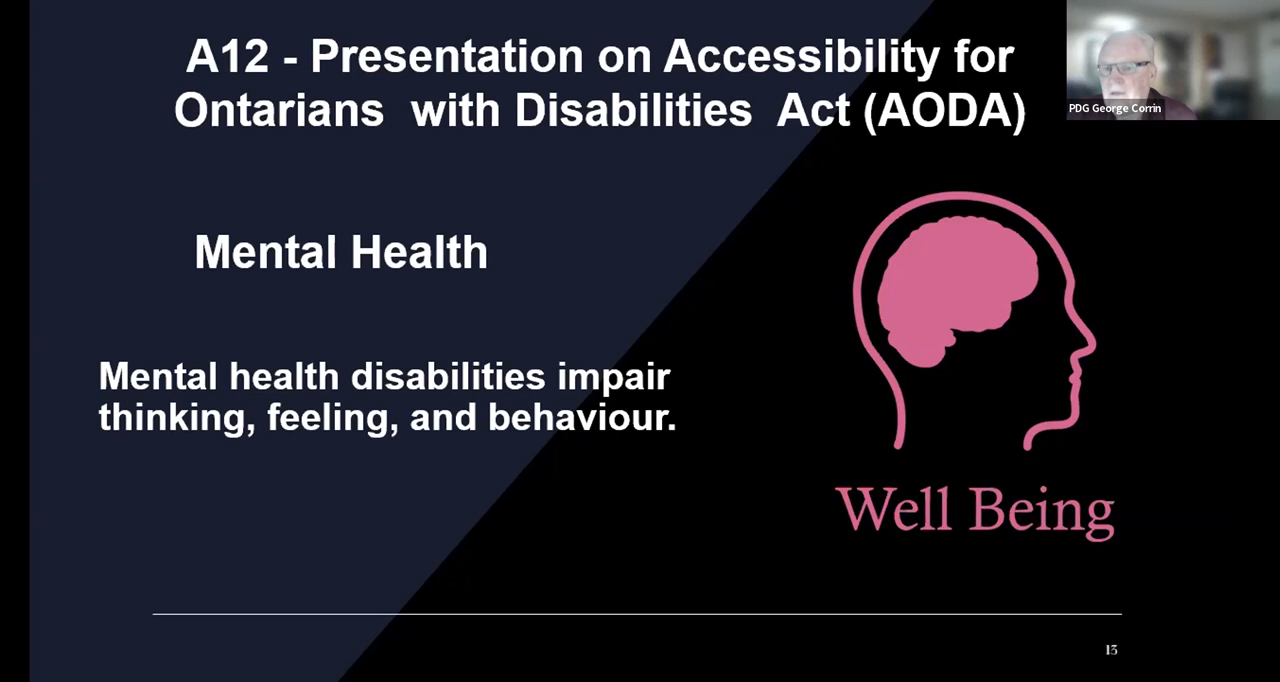 A12 - Presentation on Accessibility for
Ontarians with Disabilities Act (AODA)
PDG George Corrin
Mental Health
Mental health disabilities impair
thinking, feeling, and behaviour.
Well Being
13